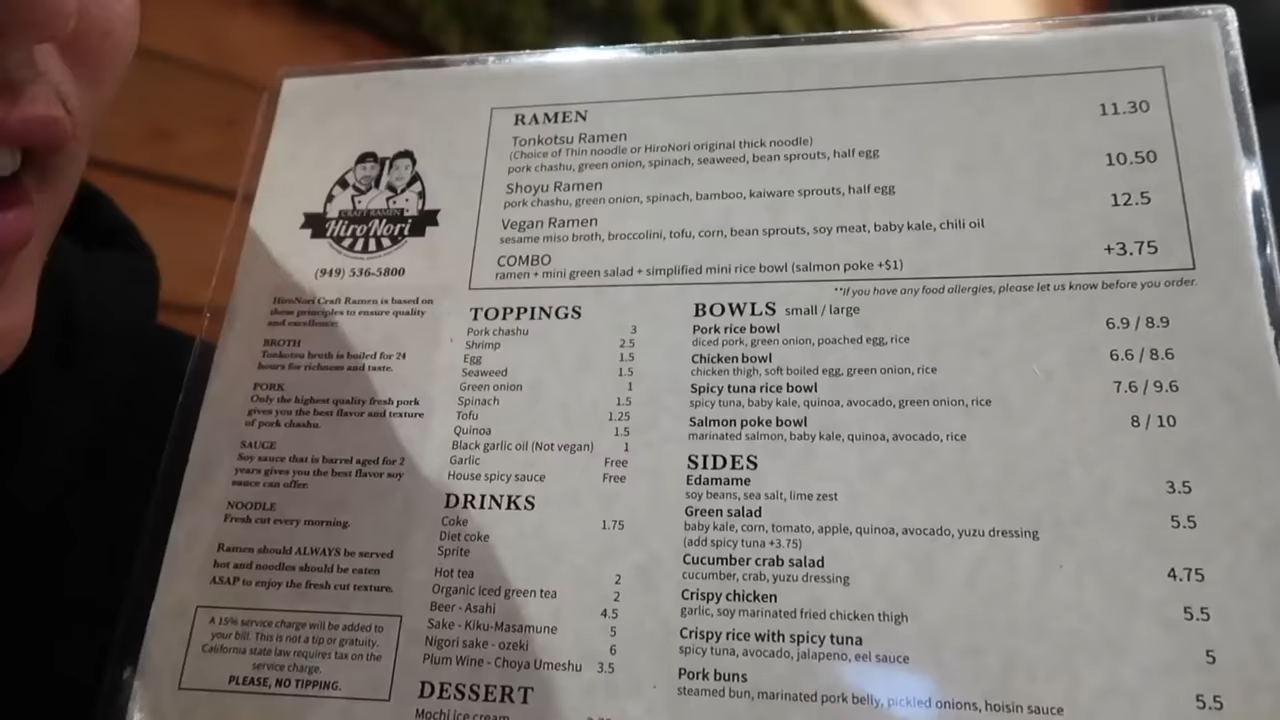 CRAFT RAMEN
HiroNori
(949) 536-5800
HiroNori Craft Ramen is based on
these principles to ensure quality
and excellence:
BROTH
Tonkotsu broth is boiled for 24
hours for richness and taste.
PORK
Only the highest quality fresh pork
gives you the best flavor and texture
of pork chashu.
SAUCE
Soy sauce that is barrel aged for 2
years gives you the best flavor soy
sauce can offer.
NOODLE
Fresh cut every morning.
Ramen should ALWAYS be served
hot and noodles should be eaten
ASAP to enjoy the fresh cut texture.
A 15% service charge will be added to
your bill. This is not a tip or gratuity.
California state law requires tax on the
service charge.
PLEASE, NO TIPPING.
RAMEN
Tonkotsu Ramen 11.30
(Choice of Thin noodle or HiroNori original thick noodle)
pork chashu, green onion, spinach, seaweed, bean sprouts, half egg
Shoyu Ramen 10.50
pork chashu, green onion, spinach, bamboo, kaiware sprouts, half egg
Vegan Ramen 12.5
sesame miso broth, broccolini, tofu, corn, bean sprouts, soy meat, baby kale, chili oil
COMBO +3.75
ramen + mini green salad + simplified mini rice bowl (salmon poke +$1)
**If you have any food allergies, please let us know before you order.
TOPPINGS
Pork chashu 3
Shrimp 2.5
Egg 1.5
Seaweed 1.5
Green onion 1
Spinach 1.5
Tofu 1.25
Quinoa 1.5
Black garlic oil (Not vegan) 1
Garlic Free
House spicy sauce Free
DRINKS
Coke 1.75
Diet coke
Sprite
Hot tea 2
Organic iced green tea 2
Beer - Asahi 4.5
Sake - Kiku-Masamune 5
Nigori sake - ozeki 6
Plum Wine - Choya Umeshu 3.5
DESSERT
Mochi ice cream
BOWLS small / large
Pork rice bowl 6.9 / 8.9
diced pork, green onion, poached egg, rice
Chicken bowl 6.6 / 8.6
chicken thigh, soft boiled egg, green onion, rice
Spicy tuna rice bowl 7.6 / 9.6
spicy tuna, baby kale, quinoa, avocado, green onion, rice
Salmon poke bowl 8 / 10
marinated salmon, baby kale, quinoa, avocado, rice
SIDES
Edamame 3.5
soy beans, sea salt, lime zest
Green salad 5.5
baby kale, corn, tomato, apple, quinoa, avocado, yuzu dressing
(add spicy tuna +3.75)
Cucumber crab salad 4.75
cucumber, crab, yuzu dressing
Crispy chicken 5.5
garlic, soy marinated fried chicken thigh
Crispy rice with spicy tuna 5
spicy tuna, avocado, jalapeno, eel sauce
Pork buns 5.5
steamed bun, marinated pork belly, pickled onions, hoisin sauce